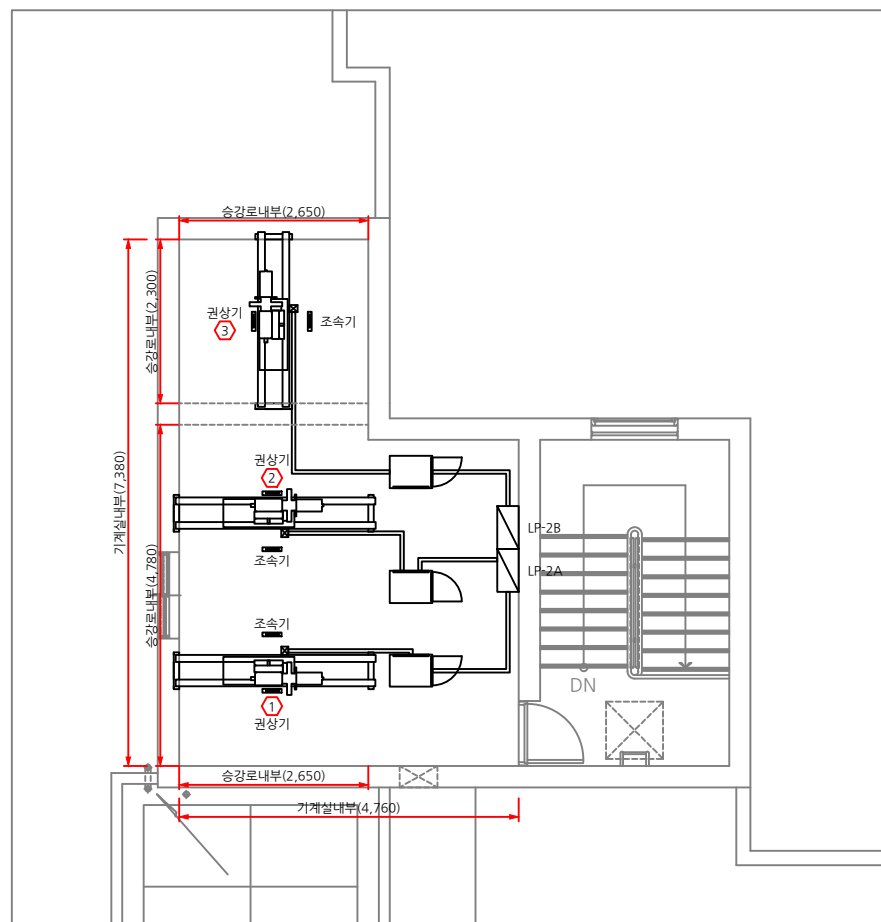 승강로내부(2,650)
승강로내부(2,300)
권상기
3
조속기
기계실내부(7,380)
권상기
2
조속기
LP-2B
LP-2A
승강로내부(4,780)
조속기
1
권상기
DN
승강로내부(2,650)
기계실내부(4,760)